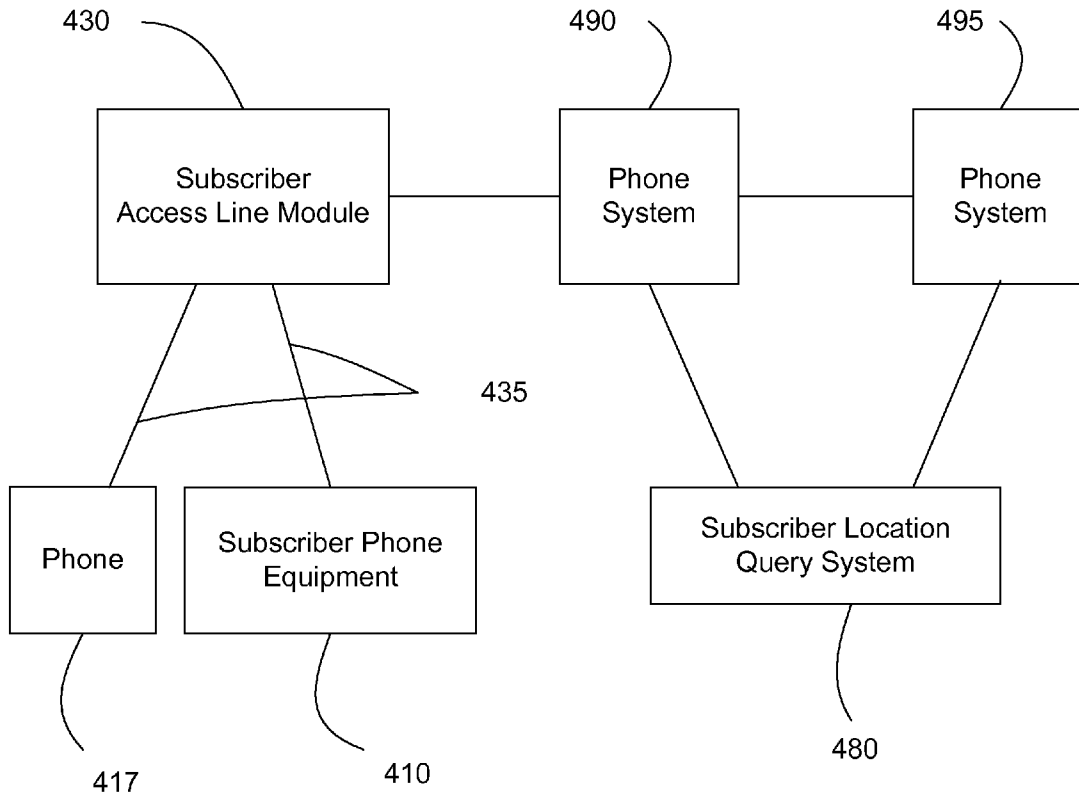 430
490
495
Subscriber
Access Line Module
Phone
System
Phone
System
435
Phone
Subscriber Phone
Equipment
Subscriber Location
Query System
417
410
480